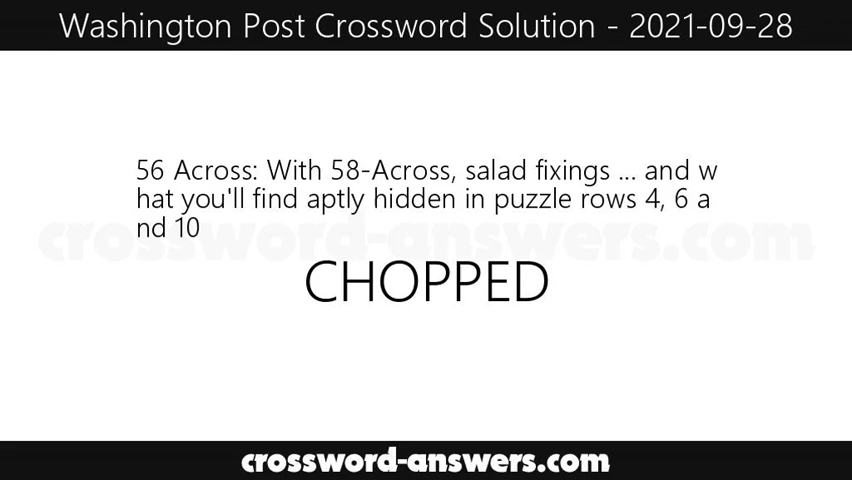 Washington Post Crossword Solution - 2021-09-28
56 Across: With 58-Across, salad fixings ... and w
hat you'll find aptly hidden in puzzle rows 4, 6 a
nd 10
crossword-answers.com
CHOPPED
crossword-answers.com